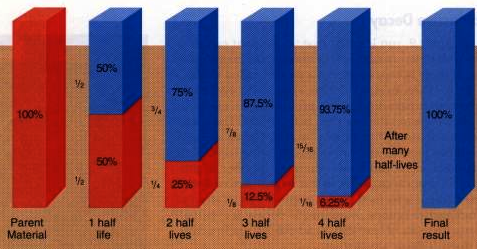 Decay
100%
1/2
50%
1/2
50%
3/4
75%
1/4
25%
7/8
87.5%
1/8
12.5%
15/16
93.75%
1/16
6.25%
After
many
half-lives
100%
Parent
Material
1 half
life
2 half
lives
3 half
lives
4 half
lives
Final
result